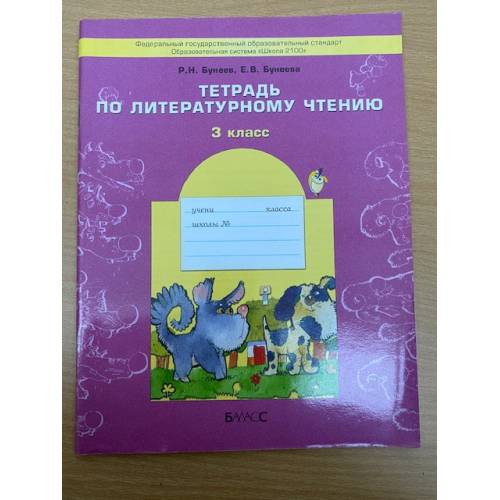 Федеральный государственный образовательный стандарт
Образовательная система «Школа 2100»
Р.Н. Бунеев, Е.В. Бунеева
ТЕТРАДЬ
ПО ЛИТЕРАТУРНОМУ ЧТЕНИЮ
3 класс
учени класса
школы №
БАЛАСС